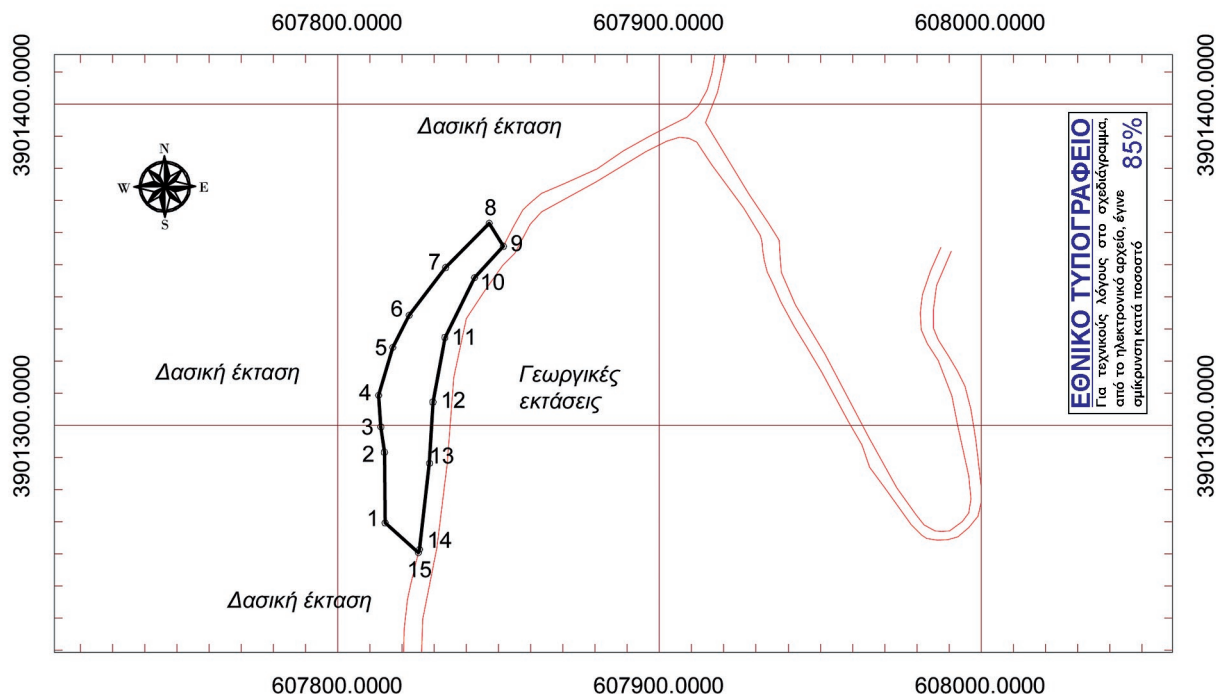 607800.0000 607900.0000 608000.0000
3901400.0000
3901400.0000
Δασική έκταση
N
W E
S
8
9
7
10
6
11
5
Δασική έκταση
Γεωργικές
εκτάσεις
4
12
3
2
13
1
14
15
Δασική έκταση
3901300.0000
3901300.0000
ΕΘΝΙΚΟ ΤΥΠΟΓΡΑΦΕΙΟ
Για τεχνικούς λόγους στο σχεδιάγραμμα,
από το ηλεκτρονικό αρχείο, έγινε
σμίκρυνση κατά ποσοστό 85%
607800.0000 607900.0000 608000.0000